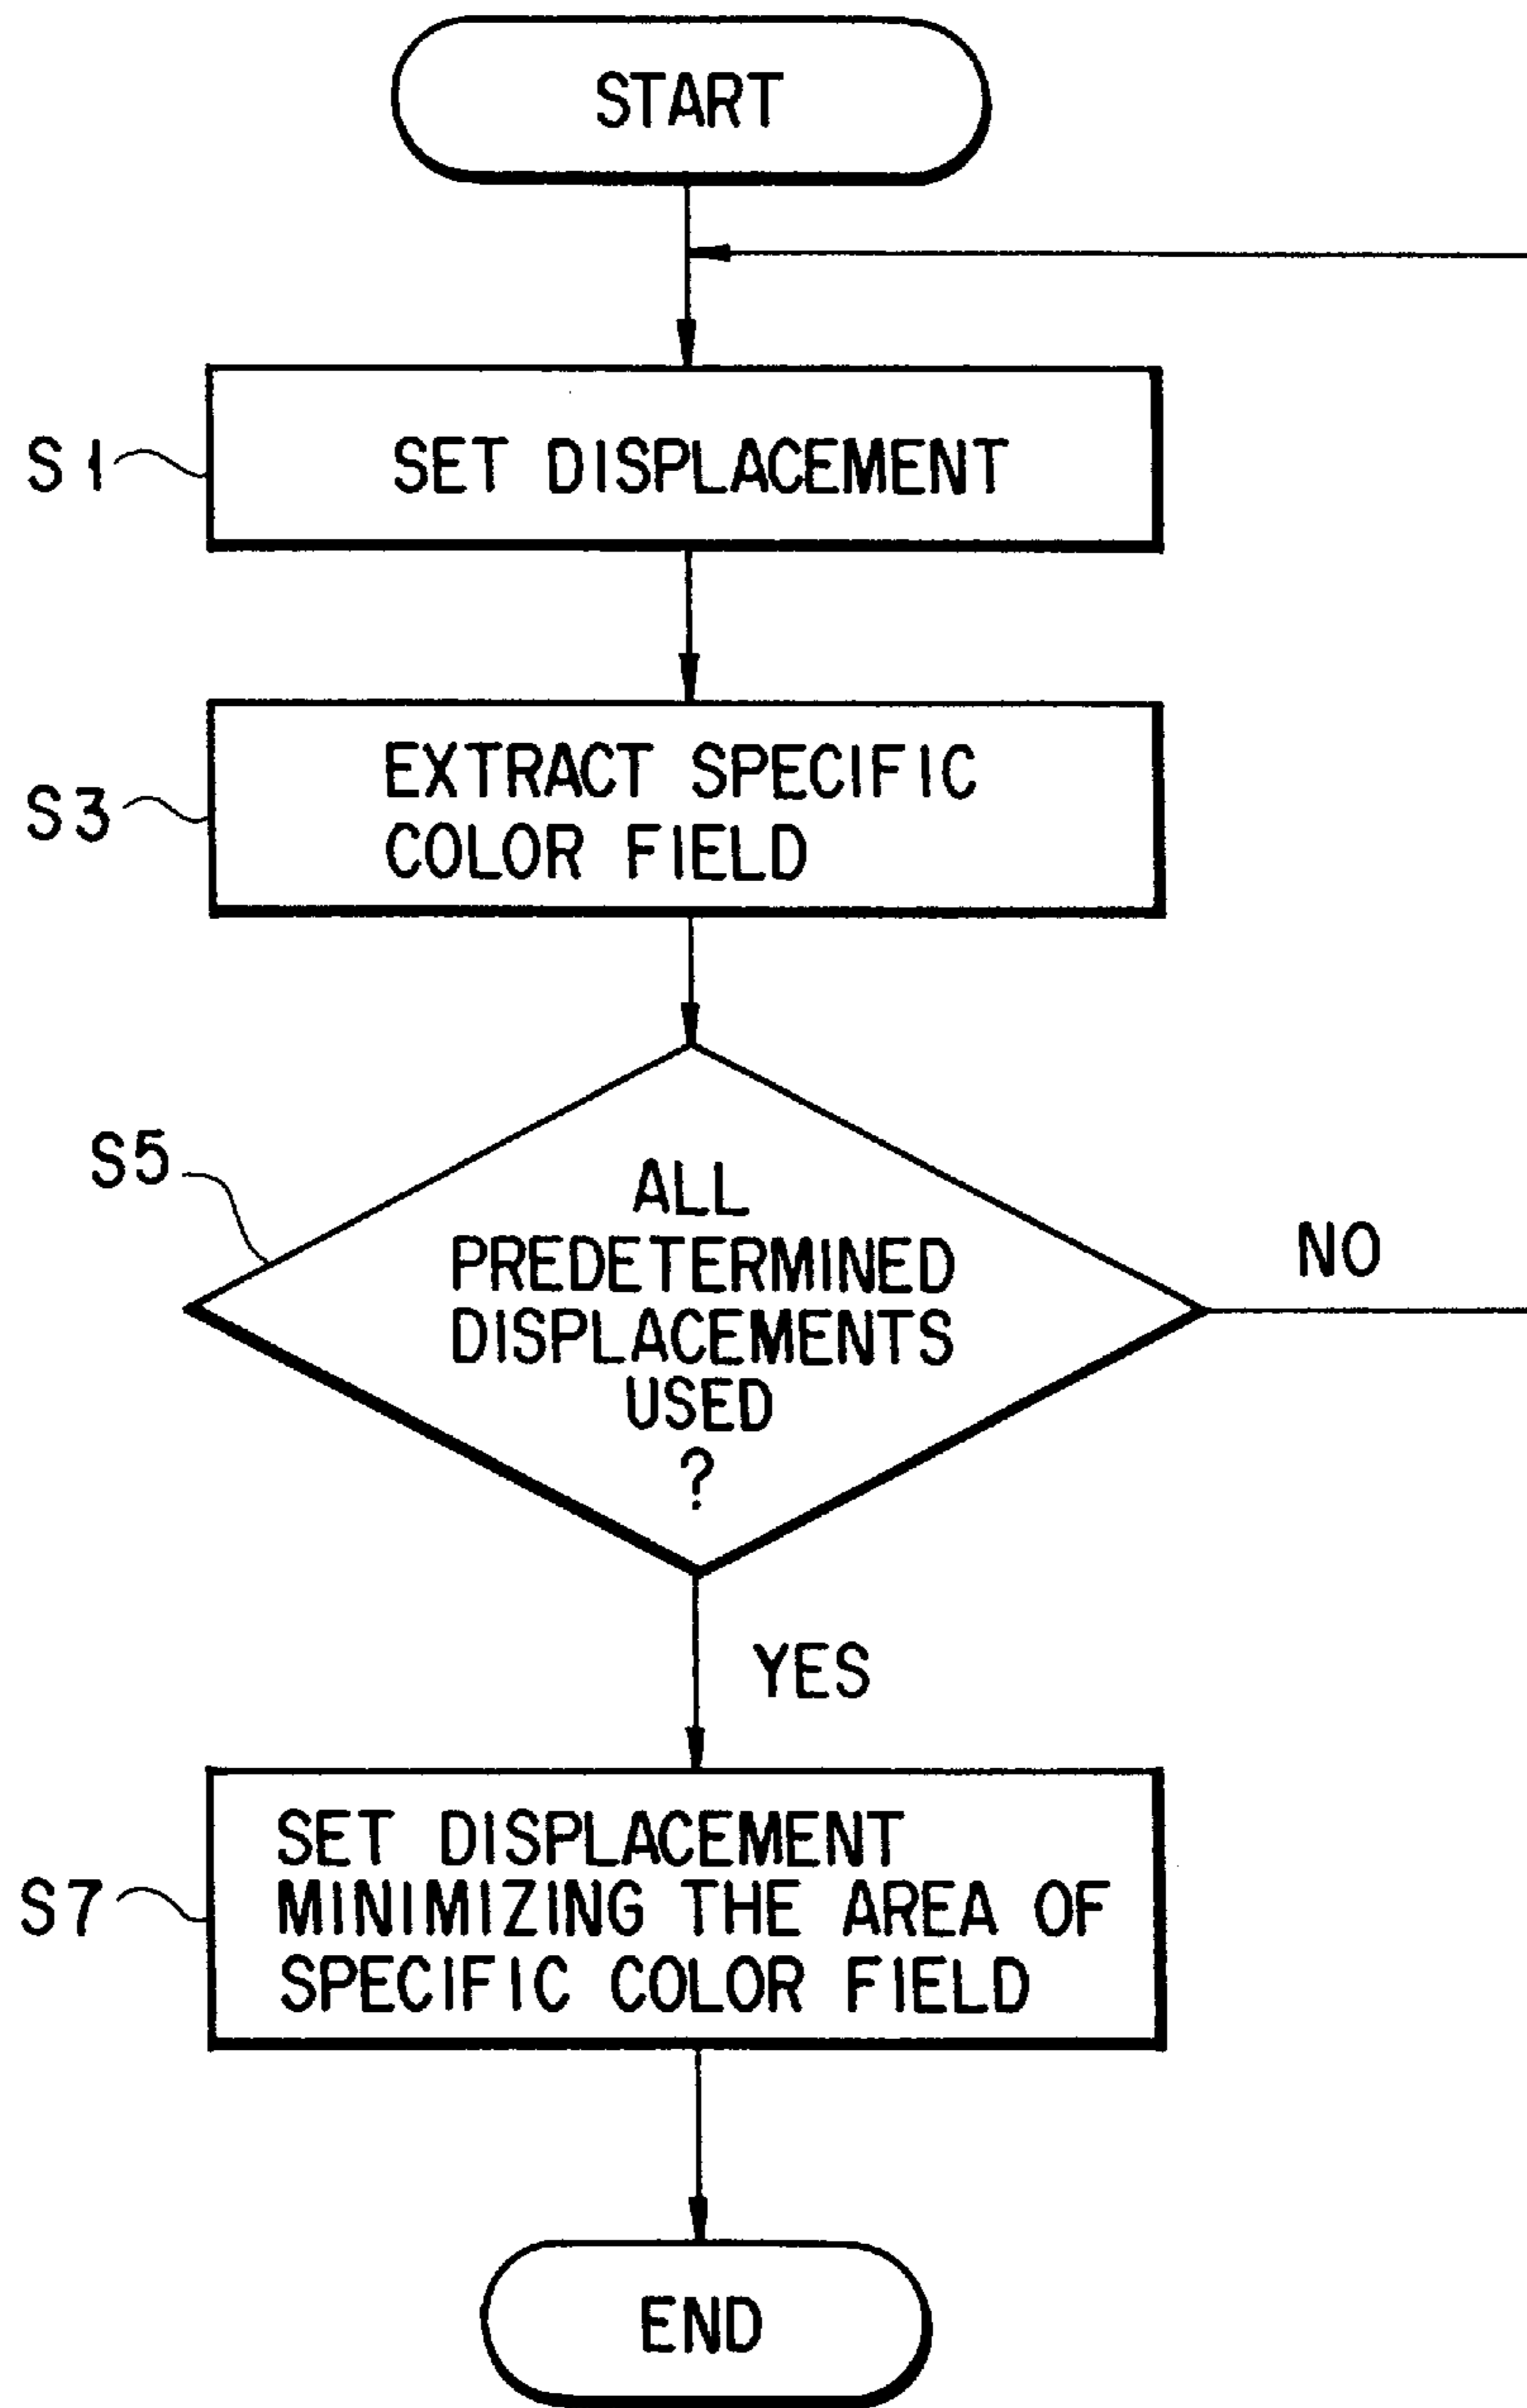 START
S1
SET DISPLACEMENT
S3
EXTRACT SPECIFIC
COLOR FIELD
S5
ALL
PREDETERMINED
DISPLACEMENTS
USED
?
NO
YES
S7
SET DISPLACEMENT
MINIMIZING THE AREA OF
SPECIFIC COLOR FIELD
END